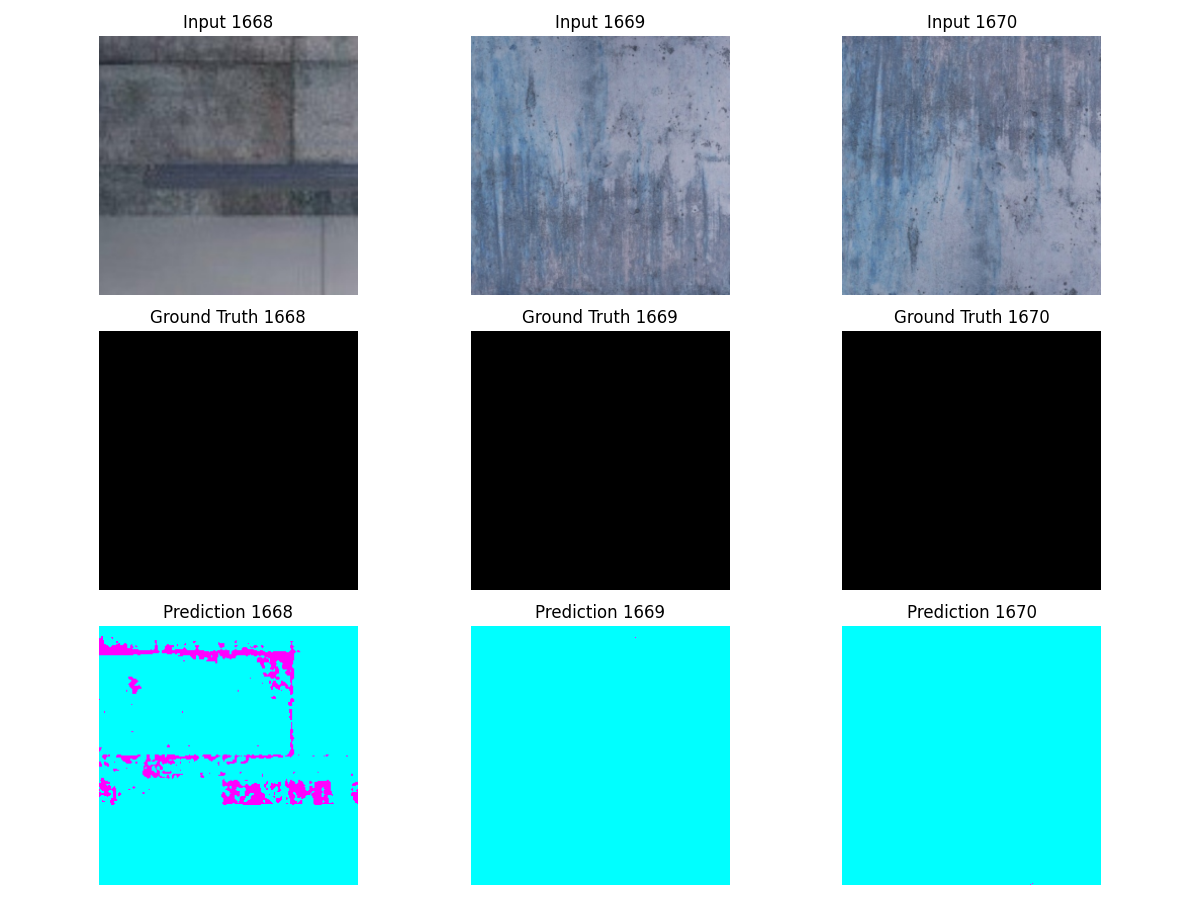 Input 1668
Input 1669
Input 1670
Ground Truth 1668
Ground Truth 1669
Ground Truth 1670
Prediction 1668
Prediction 1669
Prediction 1670